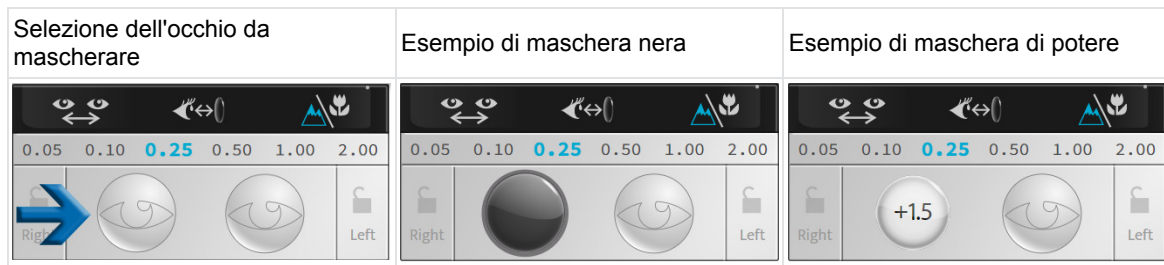 Selezione dell'occhio da
mascherare
Esempio di maschera nera
Esempio di maschera di potere
0.05 0.10 0.25 0.50 1.00 2.00
0.05 0.10 0.25 0.50 1.00 2.00
0.05 0.10 0.25 0.50 1.00 2.00
Right
Left
Right
Left
+1.5
Right
Left